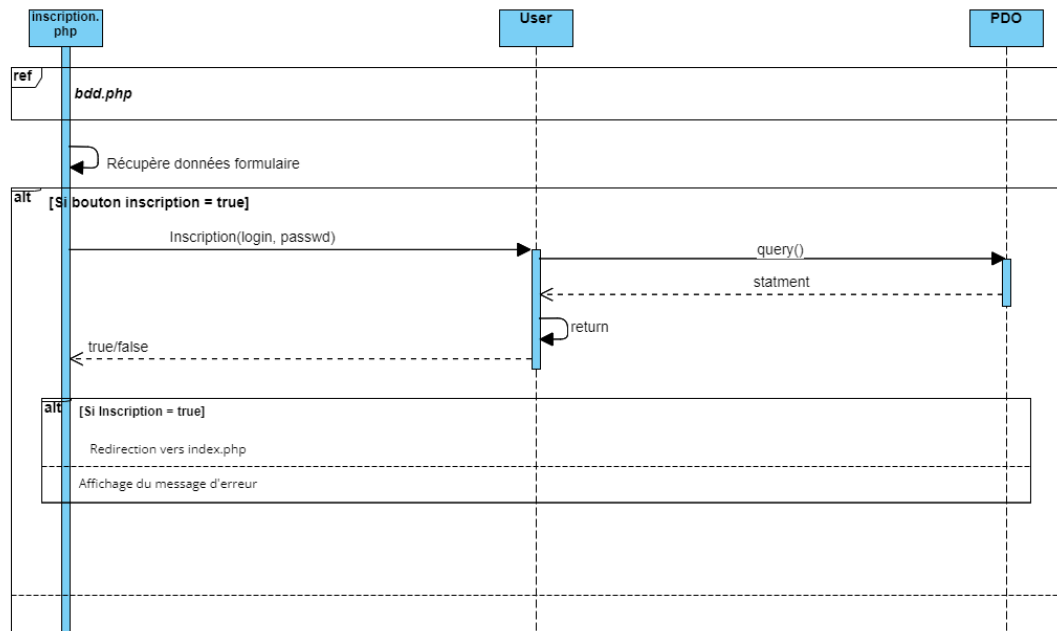 inscription.
php
User
PDO
ref
bdd.php
Récupère données formulaire
alt
[Si bouton inscription = true]
Inscription(login, passwd)
query()
statment
return
true/false
alt
[Si Inscription = true]
Redirection vers index.php
Affichage du message d'erreur